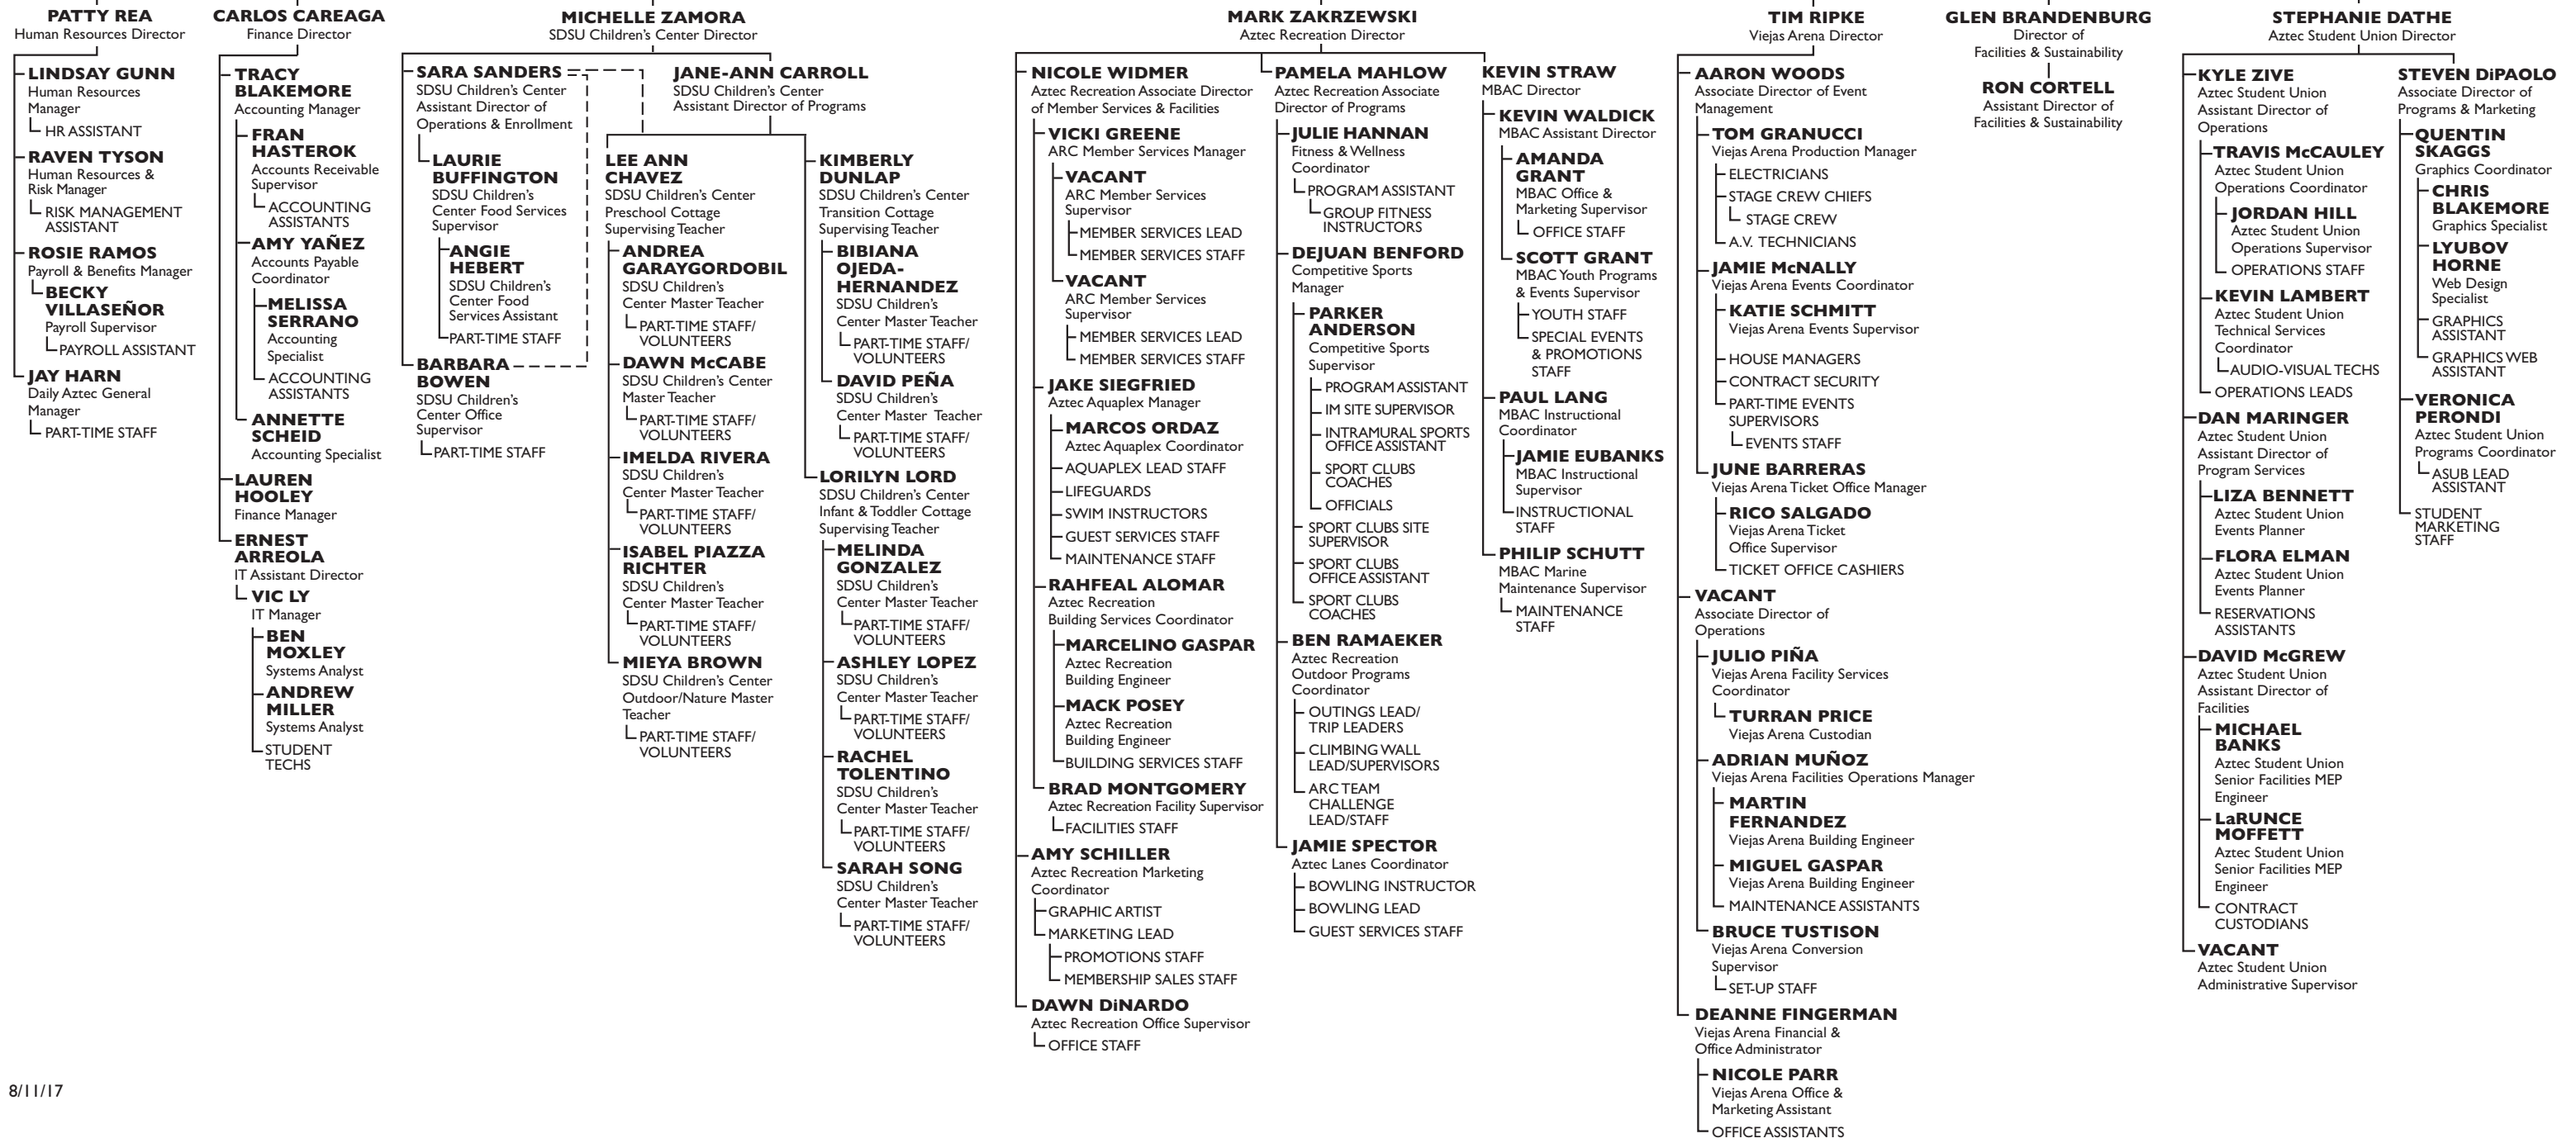 PATTY REA
Human Resources Director
LINDSAY GUNN
Human Resources
Manager
HR ASSISTANT
RAVEN TYSON
Human Resources &
Risk Manager
RISK MANAGEMENT
ASSISTANT
ROSIE RAMOS
Payroll & Benefits Manager
BECKY
VILLASEÑOR
Payroll Supervisor
PAYROLL ASSISTANT
JAY HARN
Daily Aztec General
Manager
PART-TIME STAFF
CARLOS CAREAGA
Finance Director
TRACY
BLAKEMORE
Accounting Manager
FRAN
HASTEROK
Accounts Receivable
Supervisor
ACCOUNTING
ASSISTANTS
AMY YAÑEZ
Accounts Payable
Coordinator
MELISSA
SERRANO
Accounting
Specialist
ACCOUNTING
ASSISTANTS
ANNETTE
SCHEID
Accounting Specialist
LAUREN
HOOLEY
Finance Manager
ERNEST
ARREOLA
IT Assistant Director
VIC LY
IT Manager
BEN
MOXLEY
Systems Analyst
ANDREW
MILLER
Systems Analyst
STUDENT
TECHS
MICHELLE ZAMORA
SDSU Children's Center Director
SARA SANDERS
SDSU Children's Center
Assistant Director of
Operations & Enrollment
LAURIE
BUFFINGTON
SDSU Children's
Center Food Services
Supervisor
ANGIE
HEBERT
SDSU Children's
Center Food
Services Assistant
PART-TIME STAFF
BARBARA
BOWEN
SDSU Children's
Center Office
Supervisor
PART-TIME STAFF
JANE-ANN CARROLL
SDSU Children's Center
Assistant Director of Programs
LEE ANN
CHAVEZ
SDSU Children's Center
Preschool Cottage
Supervising Teacher
ANDREA
GARAYGORDOBIL
SDSU Children's
Center Master Teacher
PART-TIME STAFF/
VOLUNTEERS
DAWN McCABE
SDSU Children's Center
Master Teacher
PART-TIME STAFF/
VOLUNTEERS
IMELDA RIVERA
SDSU Children's
Center Master Teacher
PART-TIME STAFF/
VOLUNTEERS
ISABEL PIAZZA
RICHTER
SDSU Children's
Center Master Teacher
PART-TIME STAFF/
VOLUNTEERS
MIEYA BROWN
SDSU Children's Center
Outdoor/Nature Master
Teacher
PART-TIME STAFF/
VOLUNTEERS
KIMBERLY
DUNLAP
SDSU Children's Center
Transition Cottage
Supervising Teacher
BIBIANA
OJEDA-
HERNANDEZ
SDSU Children's
Center Master Teacher
PART-TIME STAFF/
VOLUNTEERS
DAVID PEÑA
SDSU Children's
Center Master Teacher
PART-TIME STAFF/
VOLUNTEERS
LORILYN LORD
SDSU Children's Center
Infant & Toddler Cottage
Supervising Teacher
MELINDA
GONZALEZ
SDSU Children's
Center Master Teacher
PART-TIME STAFF/
VOLUNTEERS
ASHLEY LOPEZ
SDSU Children's
Center Master Teacher
PART-TIME STAFF/
VOLUNTEERS
RACHEL
TOLENTINO
SDSU Children's
Center Master Teacher
PART-TIME STAFF/
VOLUNTEERS
SARAH SONG
SDSU Children's
Center Master Teacher
PART-TIME STAFF/
VOLUNTEERS
MARK ZAKRZEWSKI
Aztec Recreation Director
NICOLE WIDMER
Aztec Recreation Associate Director
of Member Services & Facilities
VICKI GREENE
ARC Member Services Manager
VACANT
ARC Member Services
Supervisor
MEMBER SERVICES LEAD
MEMBER SERVICES STAFF
VACANT
ARC Member Services
Supervisor
MEMBER SERVICES LEAD
MEMBER SERVICES STAFF
JAKE SIEGFRIED
Aztec Aquaplex Manager
MARCOS ORDAZ
Aztec Aquaplex Coordinator
AQUAPLEX LEAD STAFF
LIFEGUARDS
SWIM INSTRUCTORS
GUEST SERVICES STAFF
MAINTENANCE STAFF
RAHFEAL ALOMAR
Aztec Recreation
Building Services Coordinator
MARCELINO GASPAR
Aztec Recreation
Building Engineer
MACK POSEY
Aztec Recreation
Building Engineer
BUILDING SERVICES STAFF
BRAD MONTGOMERY
Aztec Recreation Facility Supervisor
FACILITIES STAFF
AMY SCHILLER
Aztec Recreation Marketing
Coordinator
GRAPHIC ARTIST
MARKETING LEAD
PROMOTIONS STAFF
MEMBERSHIP SALES STAFF
DAWN DiNARDO
Aztec Recreation Office Supervisor
OFFICE STAFF
PAMELA MAHLOW
Aztec Recreation Associate
Director of Programs
JULIE HANNAN
Fitness & Wellness
Coordinator
PROGRAM ASSISTANT
GROUP FITNESS
INSTRUCTORS
DEJUAN BENFORD
Competitive Sports
Manager
PARKER
ANDERSON
Competitive Sports
Supervisor
PROGRAM ASSISTANT
IM SITE SUPERVISOR
INTRAMURAL SPORTS
OFFICE ASSISTANT
SPORT CLUBS
COACHES
OFFICIALS
SPORT CLUBS SITE
SUPERVISOR
SPORT CLUBS
OFFICE ASSISTANT
SPORT CLUBS
COACHES
BEN RAMAEKER
Aztec Recreation
Outdoor Programs
Coordinator
OUTINGS LEAD/
TRIP LEADERS
CLIMBING WALL
LEAD/SUPERVISORS
ARC TEAM
CHALLENGE
LEAD/STAFF
JAMIE SPECTOR
Aztec Lanes Coordinator
BOWLING INSTRUCTOR
BOWLING LEAD
GUEST SERVICES STAFF
KEVIN STRAW
MBAC Director
KEVIN WALDICK
MBAC Assistant Director
AMANDA
GRANT
MBAC Office &
Marketing Supervisor
OFFICE STAFF
SCOTT GRANT
MBAC Youth Programs
& Events Supervisor
YOUTH STAFF
SPECIAL EVENTS
& PROMOTIONS
STAFF
PAUL LANG
MBAC Instructional
Coordinator
JAMIE EUBANKS
MBAC Instructional
Supervisor
INSTRUCTIONAL
STAFF
PHILIP SCHUTT
MBAC Marine
Maintenance Supervisor
MAINTENANCE
STAFF
TIM RIPKE
Viejas Arena Director
AARON WOODS
Associate Director of Event
Management
TOM GRANUCCI
Viejas Arena Production Manager
ELECTRICIANS
STAGE CREW CHIEFS
STAGE CREW
A.V. TECHNICIANS
JAMIE McNALLY
Viejas Arena Events Coordinator
KATIE SCHMITT
Viejas Arena Events Supervisor
HOUSE MANAGERS
CONTRACT SECURITY
PART-TIME EVENTS
SUPERVISORS
EVENTS STAFF
JUNE BARRERAS
Viejas Arena Ticket Office Manager
RICO SALGADO
Viejas Arena Ticket
Office Supervisor
TICKET OFFICE CASHIERS
VACANT
Associate Director of
Operations
JULIO PIÑA
Viejas Arena Facility Services
Coordinator
TURRAN PRICE
Viejas Arena Custodian
ADRIAN MUÑOZ
Viejas Arena Facilities Operations Manager
MARTIN
FERNANDEZ
Viejas Arena Building Engineer
MIGUEL GASPAR
Viejas Arena Building Engineer
MAINTENANCE ASSISTANTS
BRUCE TUSTISON
Viejas Arena Conversion
Supervisor
SET-UP STAFF
DEANNE FINGERMAN
Viejas Arena Financial &
Office Administrator
NICOLE PARR
Viejas Arena Office &
Marketing Assistant
OFFICE ASSISTANTS
GLEN BRANDENBURG
Director of
Facilities & Sustainability
RON CORTELL
Assistant Director of
Facilities & Sustainability
STEPHANIE DATHE
Aztec Student Union Director
KYLE ZIVE
Aztec Student Union
Assistant Director of
Operations
TRAVIS McCAULEY
Aztec Student Union
Operations Coordinator
JORDAN HILL
Aztec Student Union
Operations Supervisor
OPERATIONS STAFF
KEVIN LAMBERT
Aztec Student Union
Technical Services
Coordinator
AUDIO-VISUAL TECHS
OPERATIONS LEADS
DAN MARINGER
Aztec Student Union
Assistant Director of
Program Services
LIZA BENNETT
Aztec Student Union
Events Planner
FLORA ELMAN
Aztec Student Union
Events Planner
RESERVATIONS
ASSISTANTS
DAVID McGREW
Aztec Student Union
Assistant Director of
Facilities
MICHAEL
BANKS
Aztec Student Union
Senior Facilities MEP
Engineer
LaRUNCE
MOFFETT
Aztec Student Union
Senior Facilities MEP
Engineer
CONTRACT
CUSTODIANS
VACANT
Aztec Student Union
Administrative Supervisor
STEVEN DiPAOLO
Associate Director of
Programs & Marketing
QUENTIN
SKAGGS
Graphics Coordinator
CHRIS
BLAKEMORE
Graphics Specialist
LYUBOV
HORNE
Web Design
Specialist
GRAPHICS
ASSISTANT
GRAPHICS WEB
ASSISTANT
VERONICA
PERONDI
Aztec Student Union
Programs Coordinator
ASUB LEAD
ASSISTANT
STUDENT
MARKETING
STAFF
8/11/17